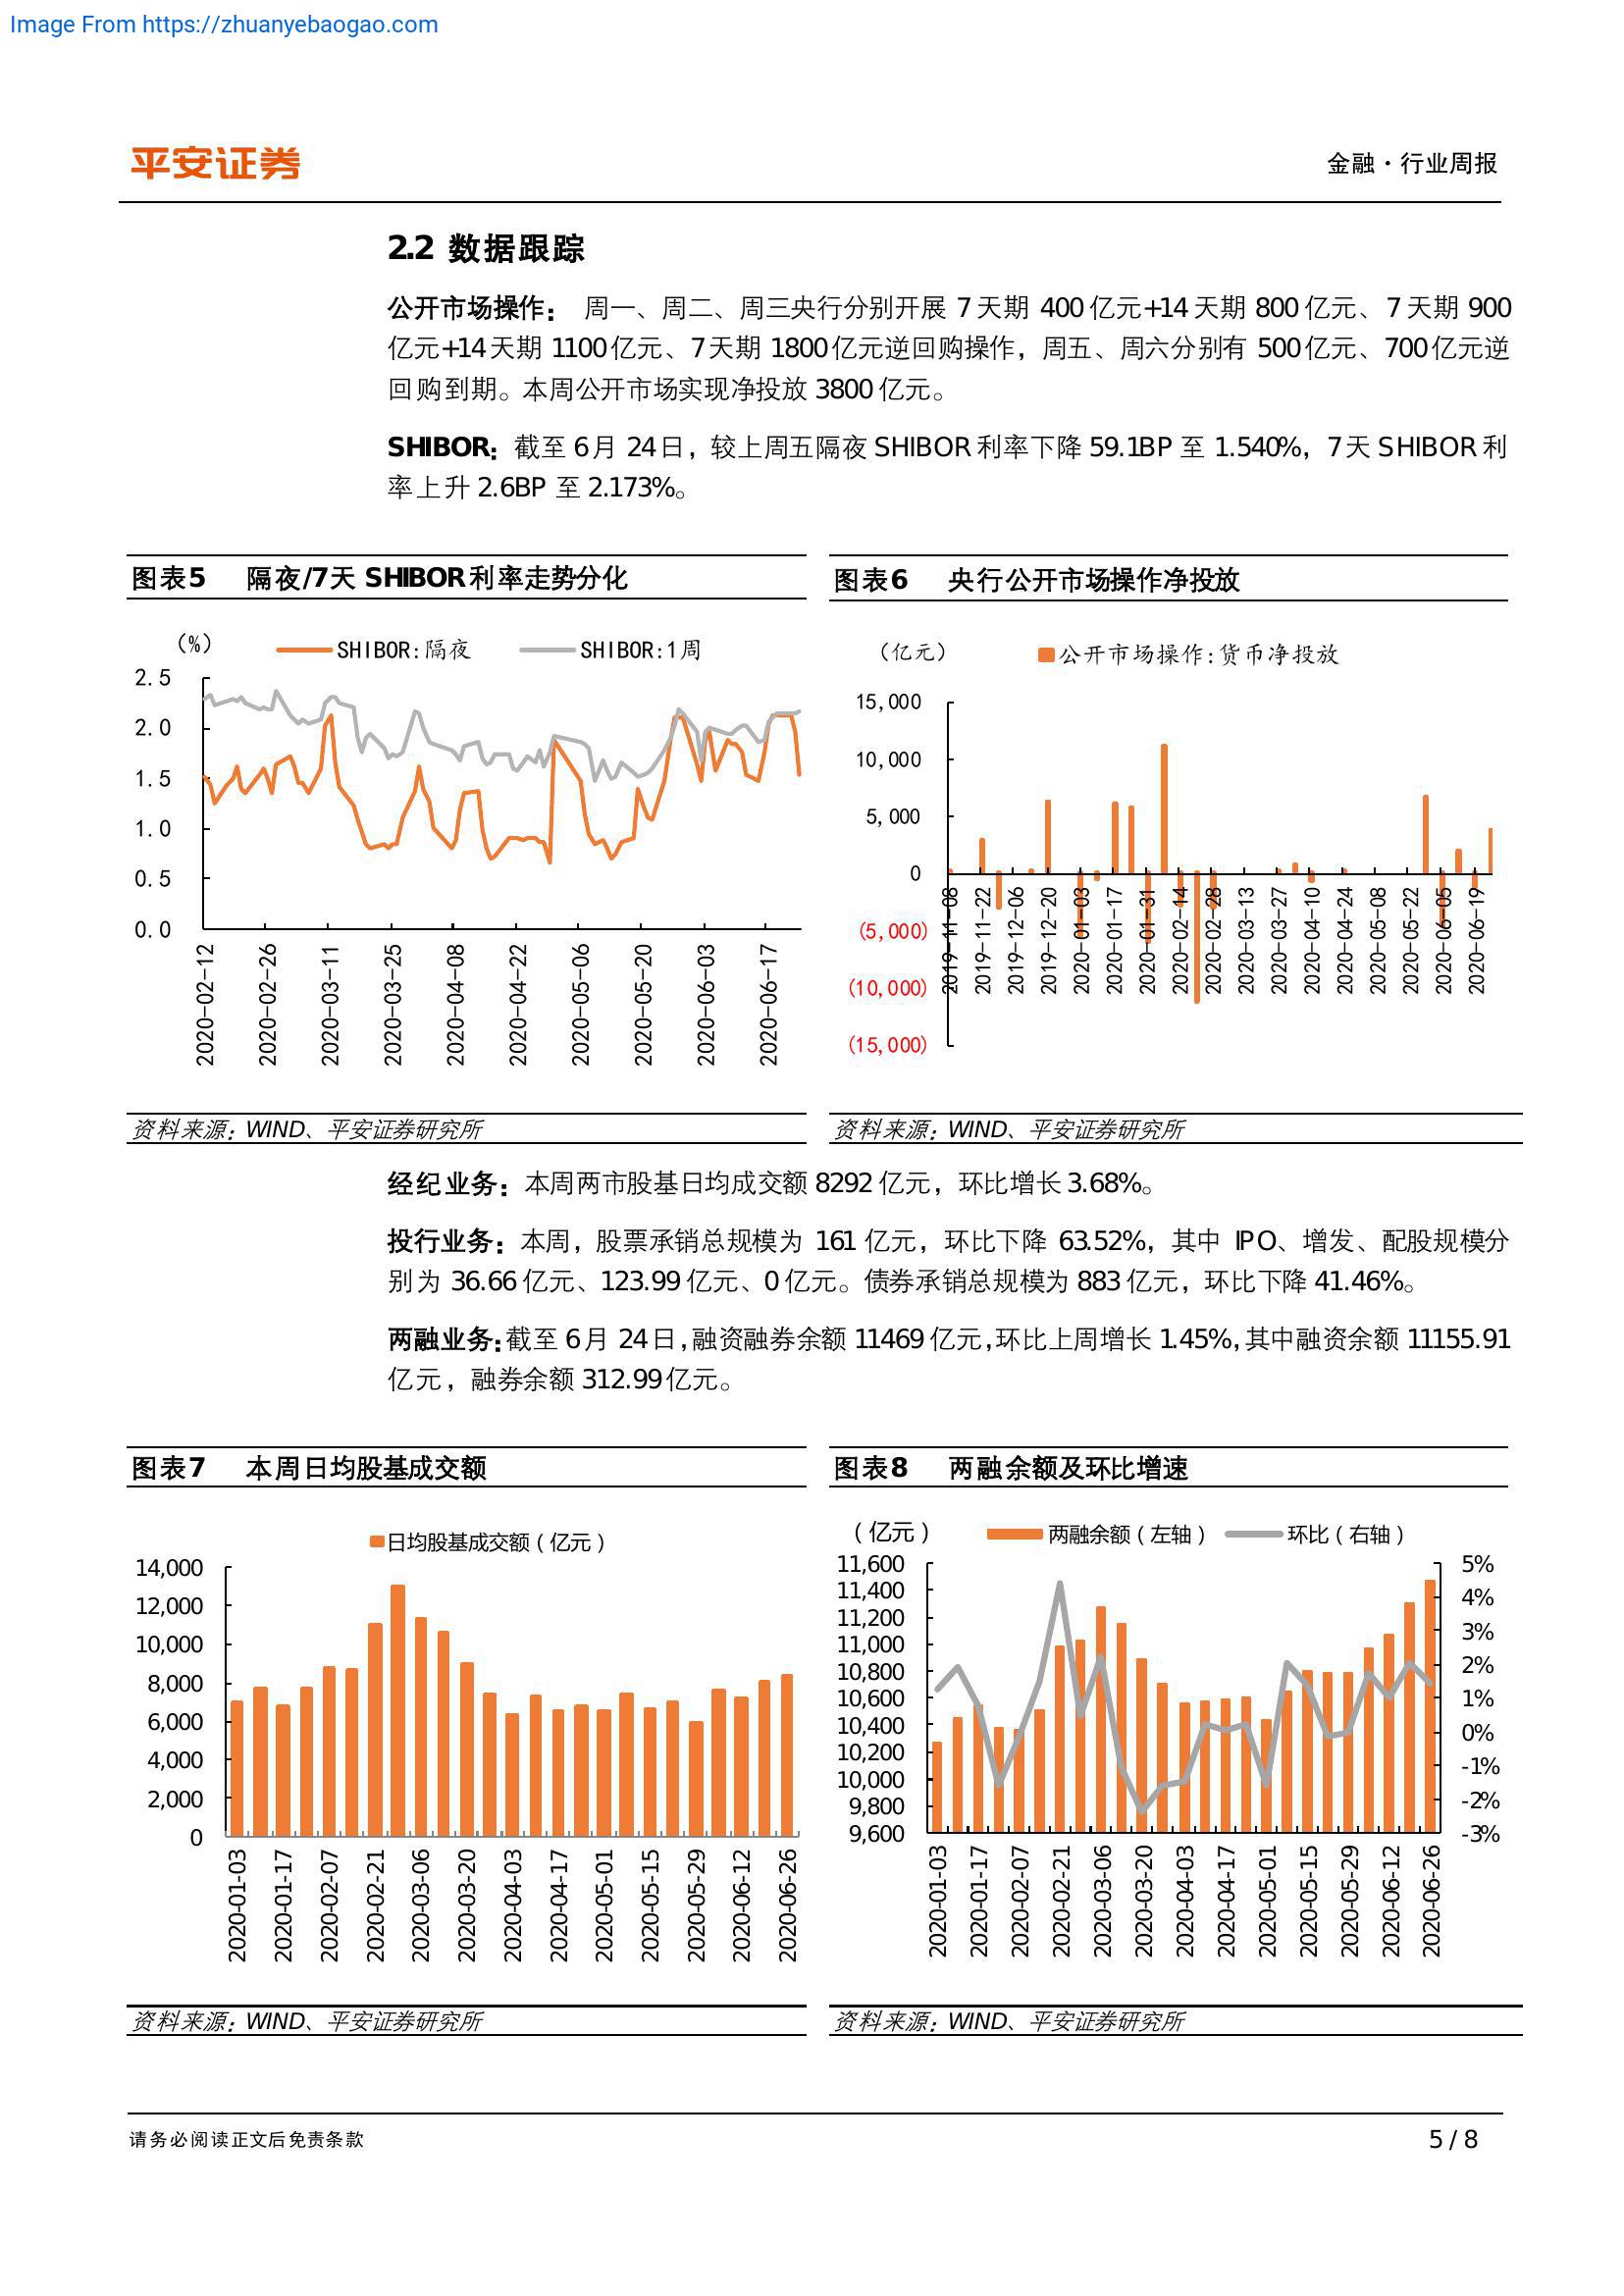 Image From https://zhuanyebaogao.com
平安证券
金融·行业周报
2.2 数据跟踪
公开市场操作： 周一、周二、周三央行分别开展 7 天期 400 亿元+14 天期 800 亿元、7 天期 900
亿元+14 天期 1100 亿元、7 天期 1800 亿元逆回购操作，周五、周六分别有 500 亿元、700 亿元逆
回购到期。本周公开市场实现净投放 3800 亿元。
SHIBOR：截至 6 月 24 日，较上周五隔夜 SHIBOR 利率下降 59.1BP 至 1.540%，7 天 SHIBOR 利
率上升 2.6BP 至 2.173%。
图表5 隔夜/7天 SHIBOR 利率走势分化
(%)
SHIBOR:隔夜 SHIBOR:1周
2.5
2.0
1.5
1.0
0.5
0.0
2020-02-12 2020-02-26 2020-03-11 2020-03-25 2020-04-08 2020-04-22 2020-05-06 2020-05-20 2020-06-03 2020-06-17
资料来源：WIND、平安证券研究所
图表6 央行公开市场操作净投放
（亿元） 公开市场操作:货币净投放
15,000
10,000
5,000
0
(5,000)
(10,000)
(15,000)
2019-11-08 2019-11-22 2019-12-06 2019-12-20 2020-01-03 2020-01-17 2020-01-31 2020-02-14 2020-02-28 2020-03-13 2020-03-27 2020-04-10 2020-04-24 2020-05-08 2020-05-22 2020-06-05 2020-06-19
资料来源：WIND、平安证券研究所
经纪业务：本周两市股基日均成交额 8292 亿元，环比增长 3.68%。
投行业务：本周，股票承销总规模为 161 亿元，环比下降 63.52%，其中 IPO、增发、配股规模分
别为 36.66 亿元、123.99 亿元、0 亿元。债券承销总规模为 883 亿元，环比下降 41.46%。
两融业务：截至 6 月 24 日，融资融券余额 11469 亿元，环比上周增长 1.45%，其中融资余额 11155.91
亿元，融券余额 312.99 亿元。
图表7 本周日均股基成交额
日均股基成交额（亿元）
14,000
12,000
10,000
8,000
6,000
4,000
2,000
0
2020-01-03 2020-01-17 2020-02-07 2020-02-21 2020-03-06 2020-03-20 2020-04-03 2020-04-17 2020-05-01 2020-05-15 2020-05-29 2020-06-12 2020-06-26
资料来源：WIND、平安证券研究所
图表8 两融余额及环比增速
（亿元） 两融余额（左轴） 环比（右轴）
11,600
11,400
11,200
11,000
10,800
10,600
10,400
10,200
10,000
9,800
9,600
5%
4%
3%
2%
1%
0%
-1%
-2%
-3%
2020-01-03 2020-01-17 2020-02-07 2020-02-21 2020-03-06 2020-03-20 2020-04-03 2020-04-17 2020-05-01 2020-05-15 2020-05-29 2020-06-12 2020-06-26
资料来源：WIND、平安证券研究所
请务必阅读正文后免责条款
5 / 8